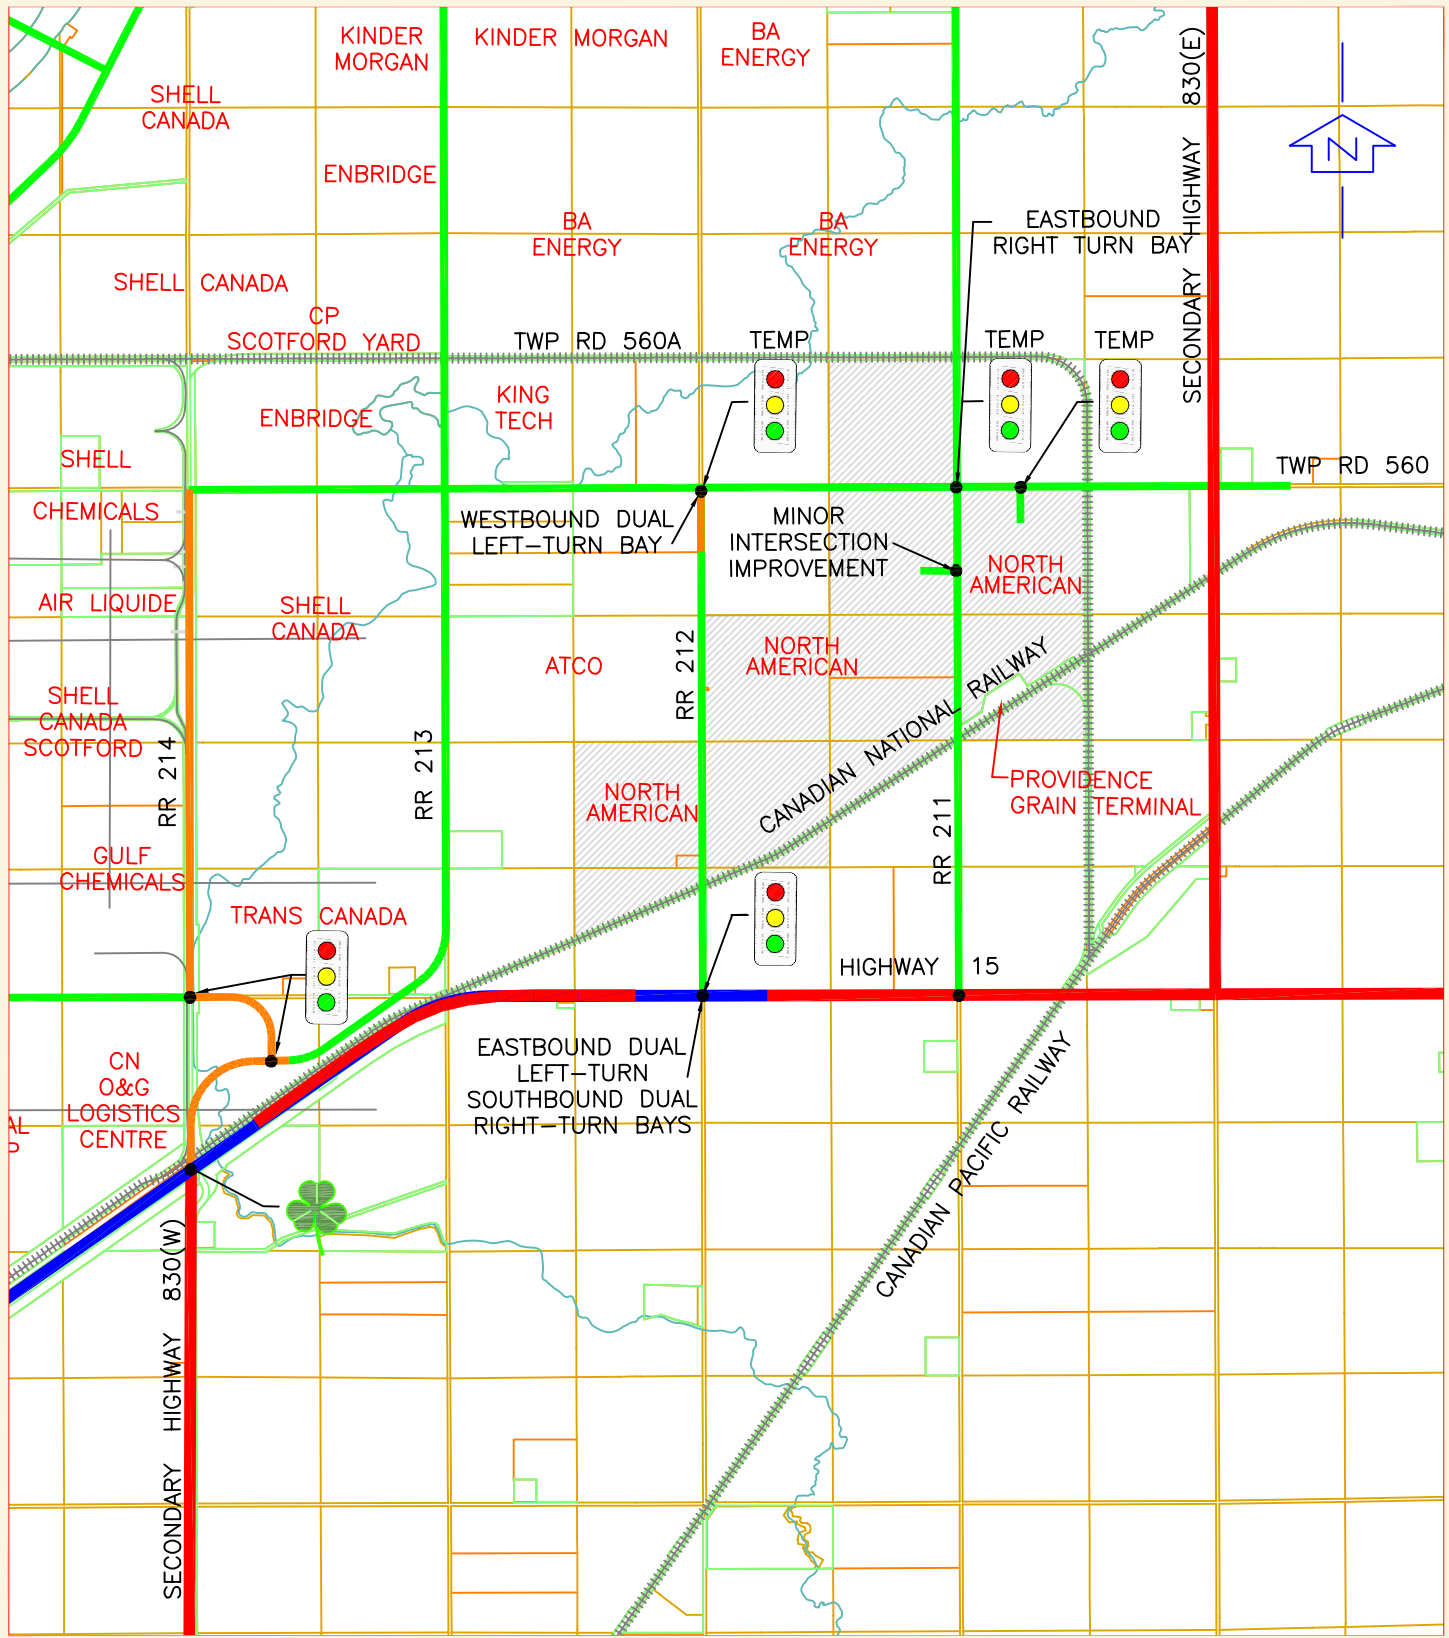 KINDER
MORGAN
KINDER MORGAN
BA
ENERGY
SHELL
CANADA
ENBRIDGE
BA
ENERGY
BA
ENERGY
EASTBOUND
RIGHT TURN BAY
SECONDARY HIGHWAY 830(E)
N
SHELL CANADA
CP
SCOTFORD YARD
TWP RD 560A
TEMP
TEMP
TEMP
ENBRIDGE
KING
TECH
SHELL
CHEMICALS
TWP RD 560
WESTBOUND DUAL
LEFT-TURN BAY
MINOR
INTERSECTION
IMPROVEMENT
NORTH
AMERICAN
AIR LIQUIDE
SHELL
CANADA
ATCO
RR 212
NORTH
AMERICAN
CANADIAN NATIONAL RAILWAY
SHELL
CANADA
SCOTFORD
RR 214
RR 213
NORTH
AMERICAN
RR 211
PROVIDENCE
GRAIN TERMINAL
GULF
CHEMICALS
TRANS CANADA
HIGHWAY 15
CN
O&G
LOGISTICS
CENTRE
AL
EASTBOUND DUAL
LEFT-TURN
SOUTHBOUND DUAL
RIGHT-TURN BAYS
CANADIAN PACIFIC RAILWAY
SECONDARY HIGHWAY 830(W)